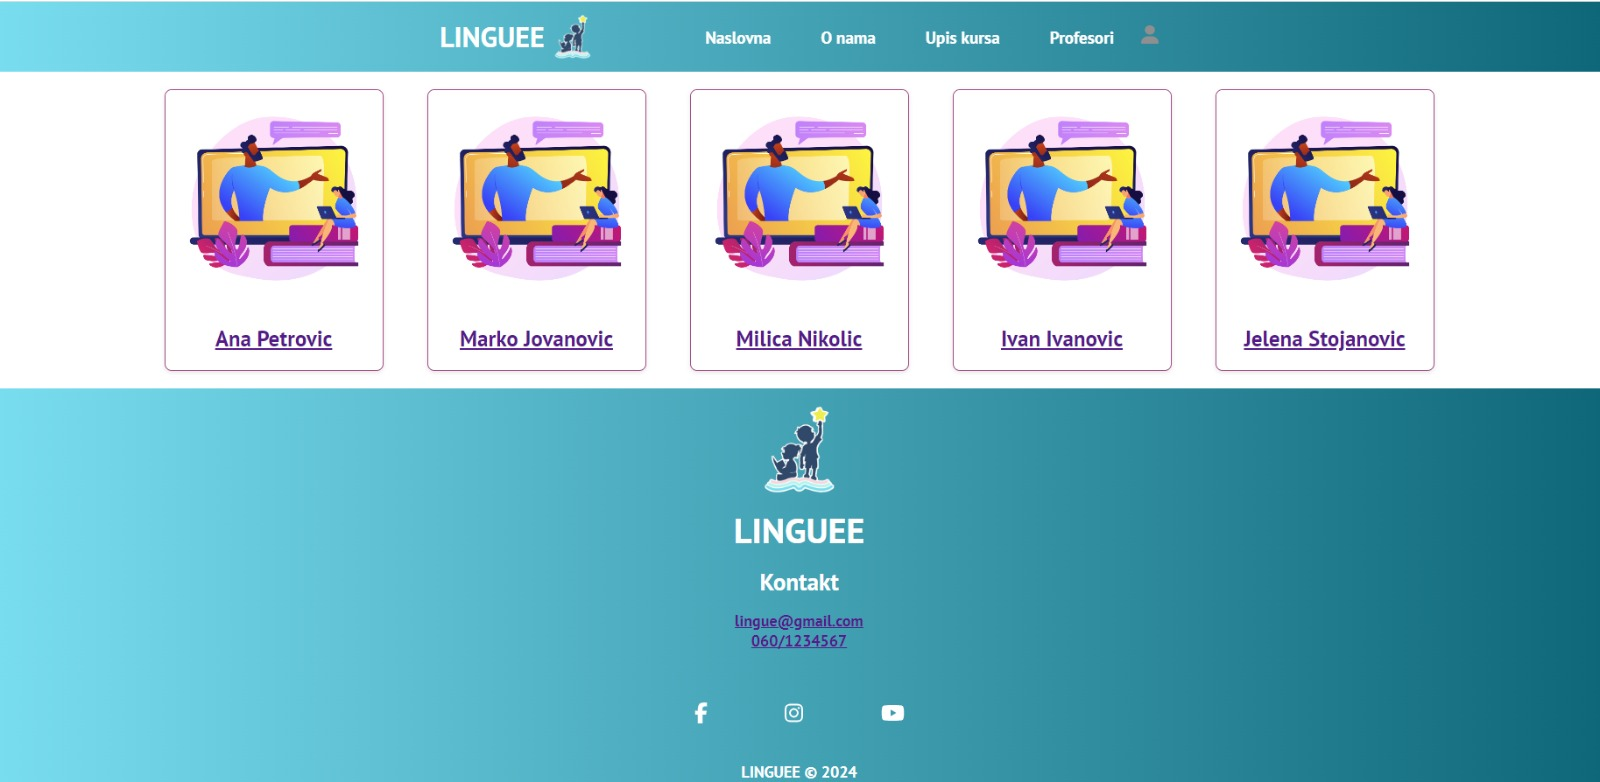 LINGUEE
Naslovna O nama Upis kursa Profesori
Ana Petrovic
Marko Jovanovic
Milica Nikolic
Ivan Ivanovic
Jelena Stojanovic
LINGUEE
Kontakt
lingue@gmail.com
060/1234567
LINGUEE © 2024